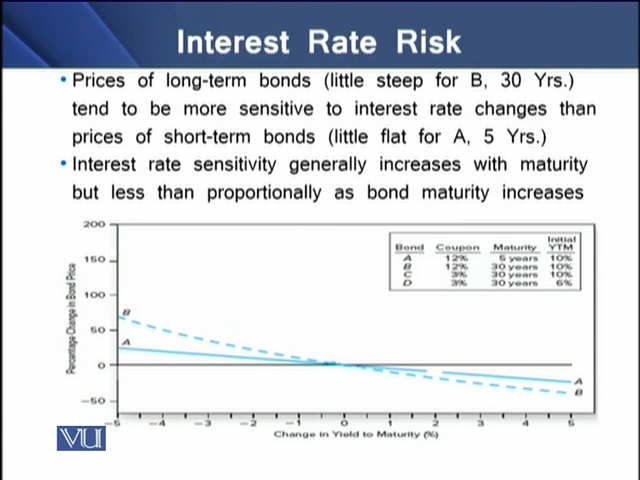 Interest Rate Risk
• Prices of long-term bonds (little steep for B, 30 Yrs.)
tend to be more sensitive to interest rate changes than
prices of short-term bonds (little flat for A, 5 Yrs.)
• Interest rate sensitivity generally increases with maturity
but less than proportionally as bond maturity increases
200
150
100
50
0
−50
Percentage Change in Bond Price
Initial
Bond Coupon Maturity YTM
A 12% 5 years 10%
B 12% 30 years 10%
C 3% 30 years 10%
D 3% 30 years 6%
B
A
A
B
−5 −4 −3 −2 −1 0 1 2 3 4 5
Change in Yield to Maturity (%)
VU